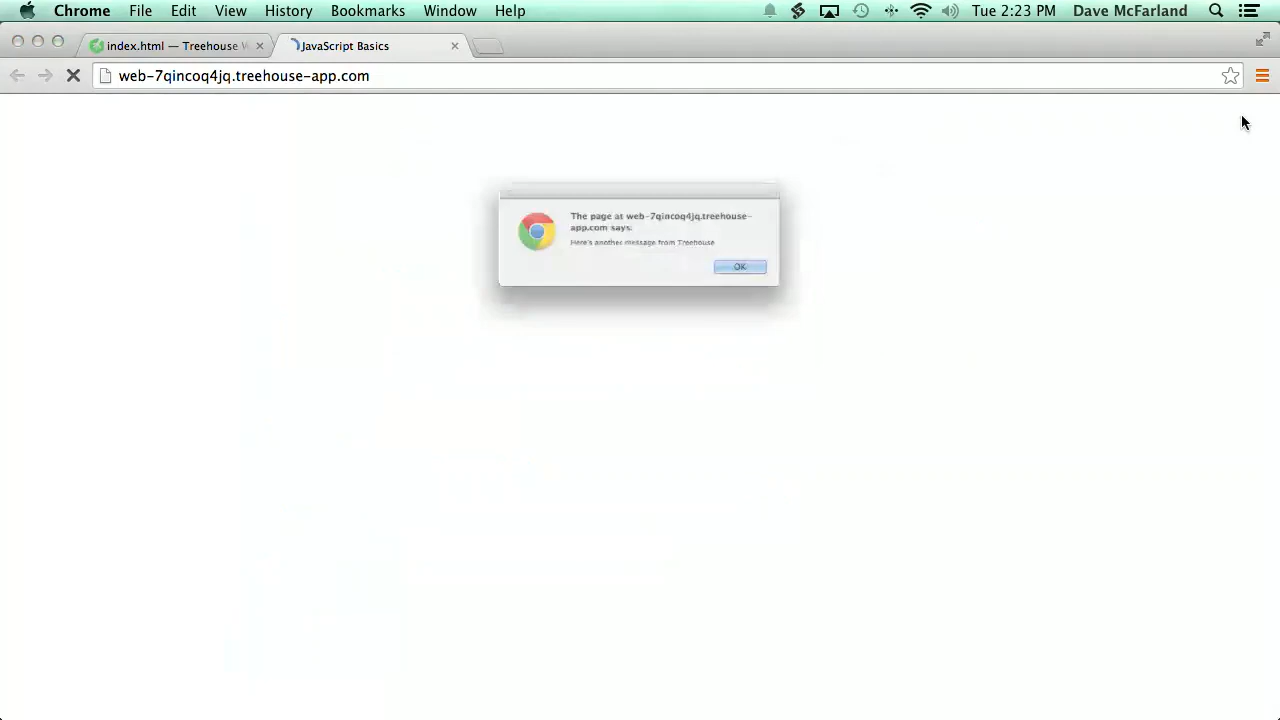 Chrome File Edit View History Bookmarks Window Help Tue 2:23 PM Dave McFarland
index.html — Treehouse W JavaScript Basics
web-7qincoq4jq.treehouse-app.com
The page at web-7qincoq4jq.treehouse-
app.com says:
Here's another message from Treehouse
OK